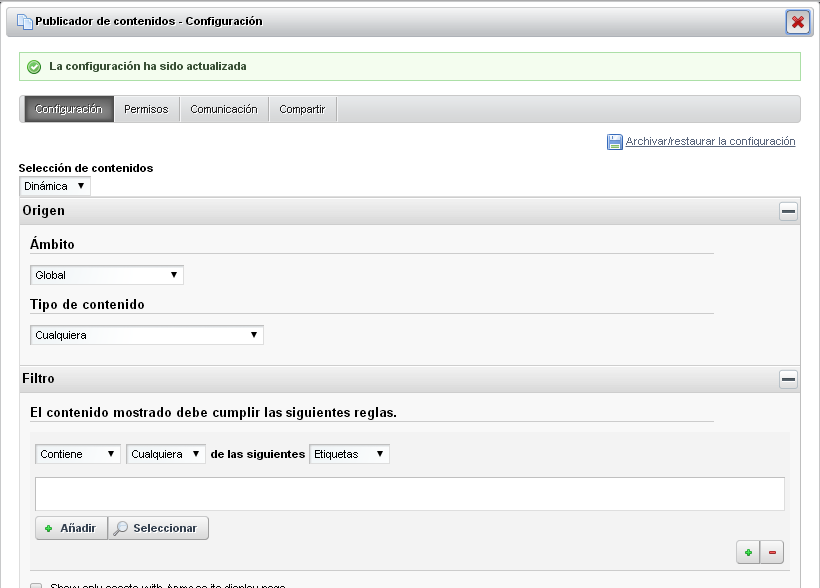 Publicador de contenidos - Configuración
La configuración ha sido actualizada
Configuración Permisos Comunicación Compartir
Archivar/restaurar la configuración
Selección de contenidos
Dinámica
Origen
Ámbito
Global
Tipo de contenido
Cualquiera
Filtro
El contenido mostrado debe cumplir las siguientes reglas.
Contiene Cualquiera de las siguientes Etiquetas
Añadir Seleccionar
Show only assets with as its display page